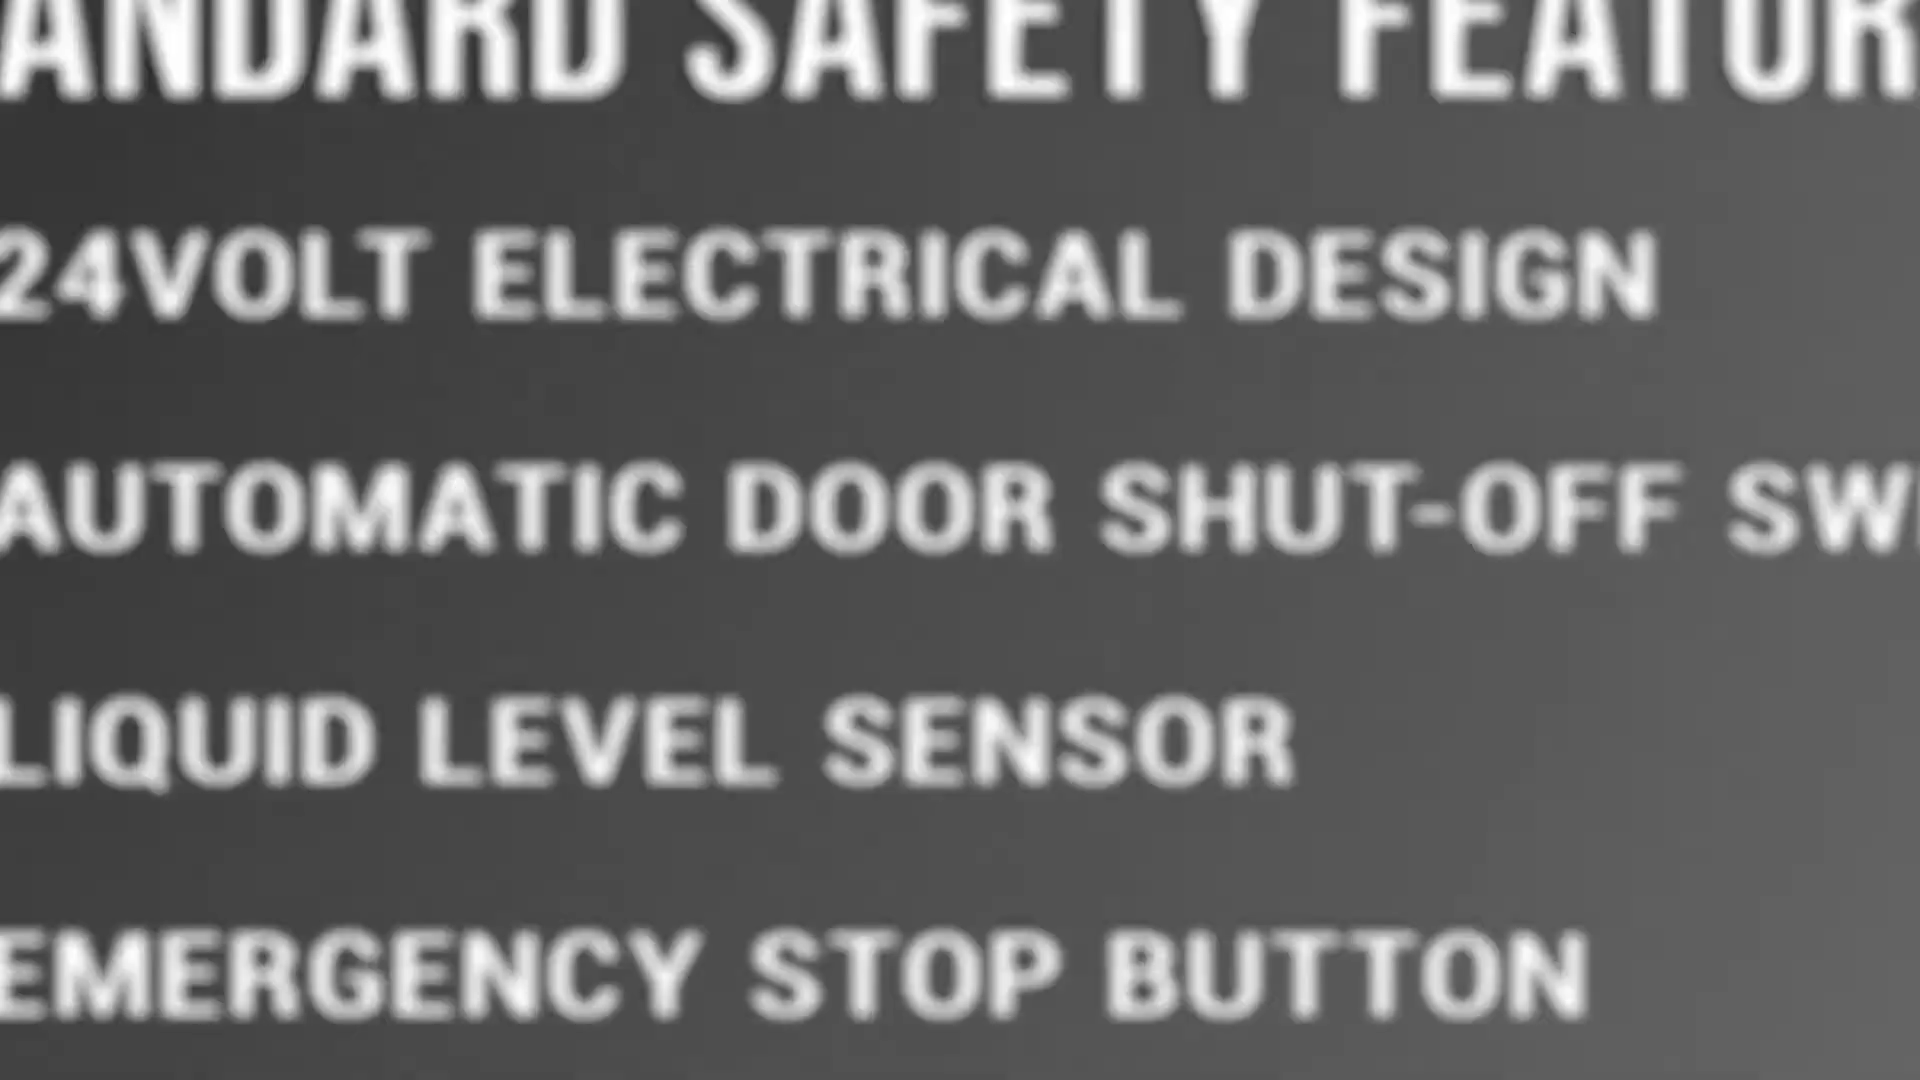 ANDARD SAFETY FEATUR
24VOLT ELECTRICAL DESIGN
AUTOMATIC DOOR SHUT-OFF SW
LIQUID LEVEL SENSOR
EMERGENCY STOP BUTTON